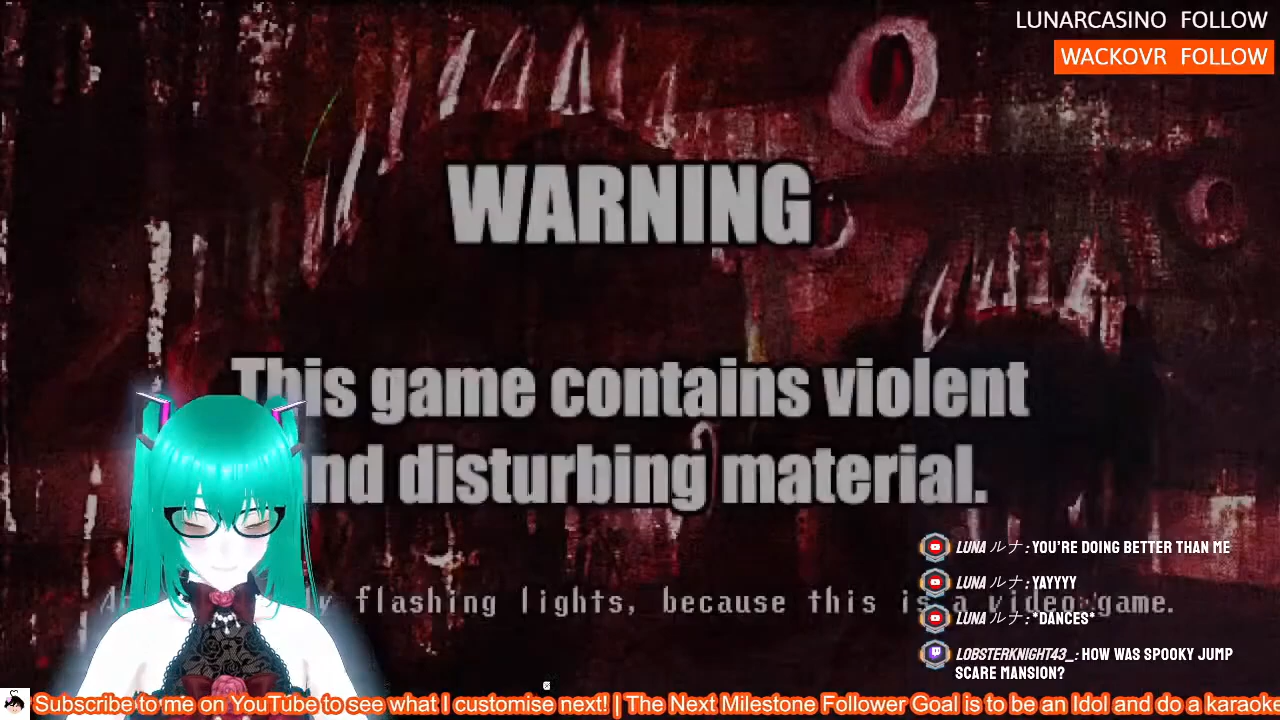 LUNARCASINO FOLLOW
WACKOVR FOLLOW
WARNING
This game contains violent
and disturbing material.
flashing lights, because this is a video game.
LUNA ルナ : YOU'RE DOING BETTER THAN ME
LUNA ルナ : YAYYYY
LUNA ルナ : *DANCES*
LOBSTERKNIGHT43_ : HOW WAS SPOOKY JUMP
SCARE MANSION?
Subscribe to me on YouTube to see what I customise next! | The Next Milestone Follower Goal is to be an Idol and do a karaoke